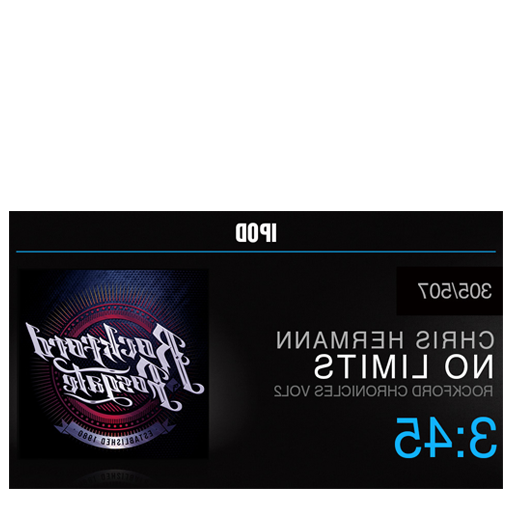 IPOD
305/507
CHRIS HERMANN
NO LIMITS
ROCKFORD CHRONICLES VOL2
3:45
Rockford
Fosgate
ESTABLISHED 1980